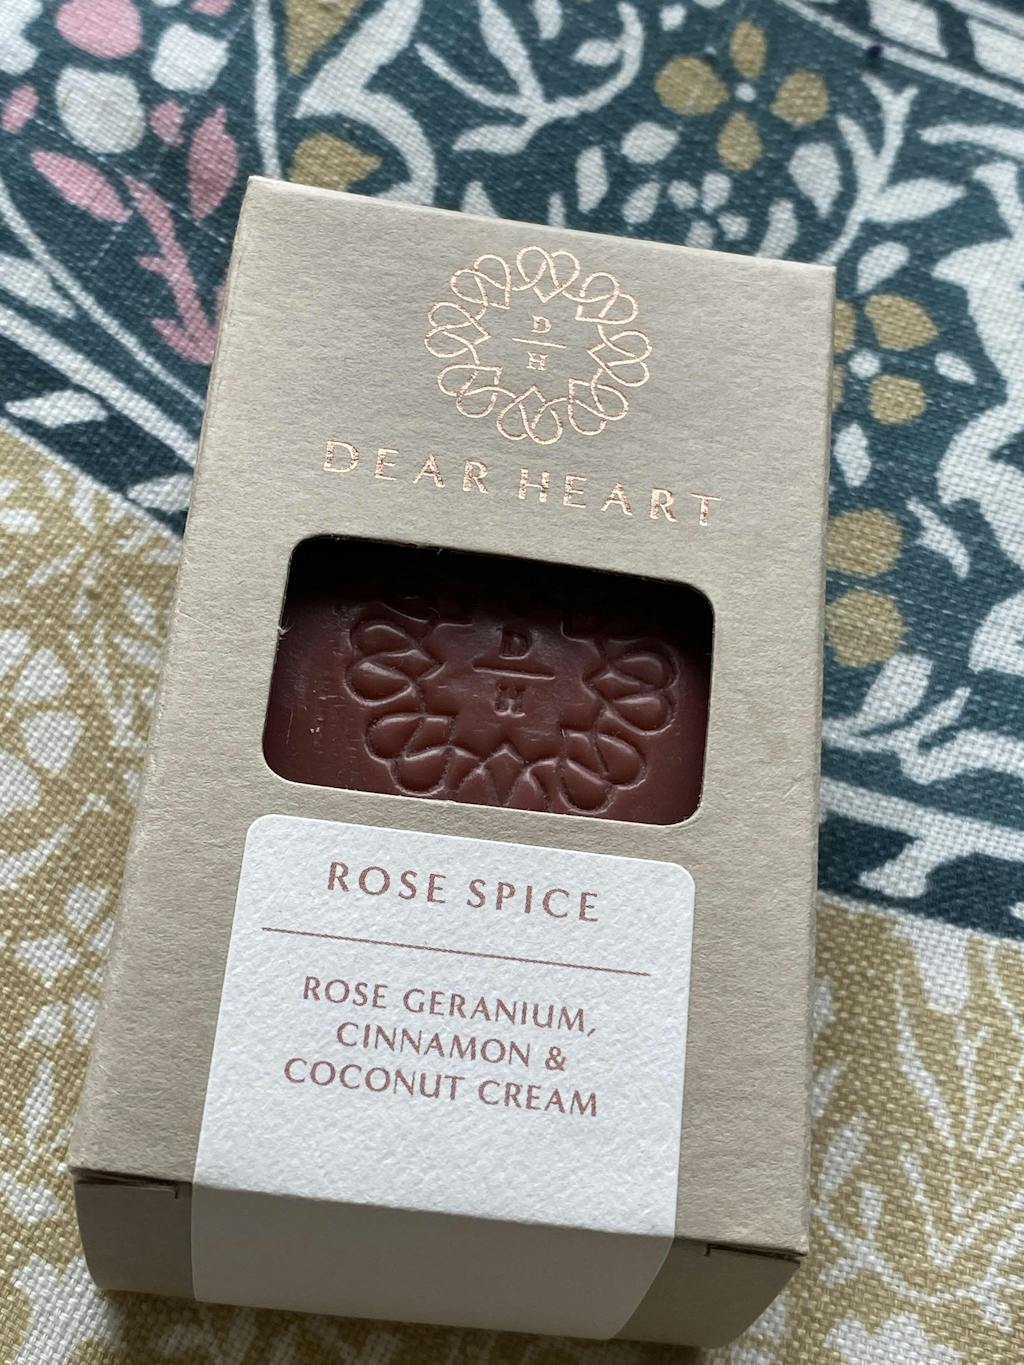 D
H
DEAR HEART
D
H
ROSE SPICE
ROSE GERANIUM,
CINNAMON &
COCONUT CREAM